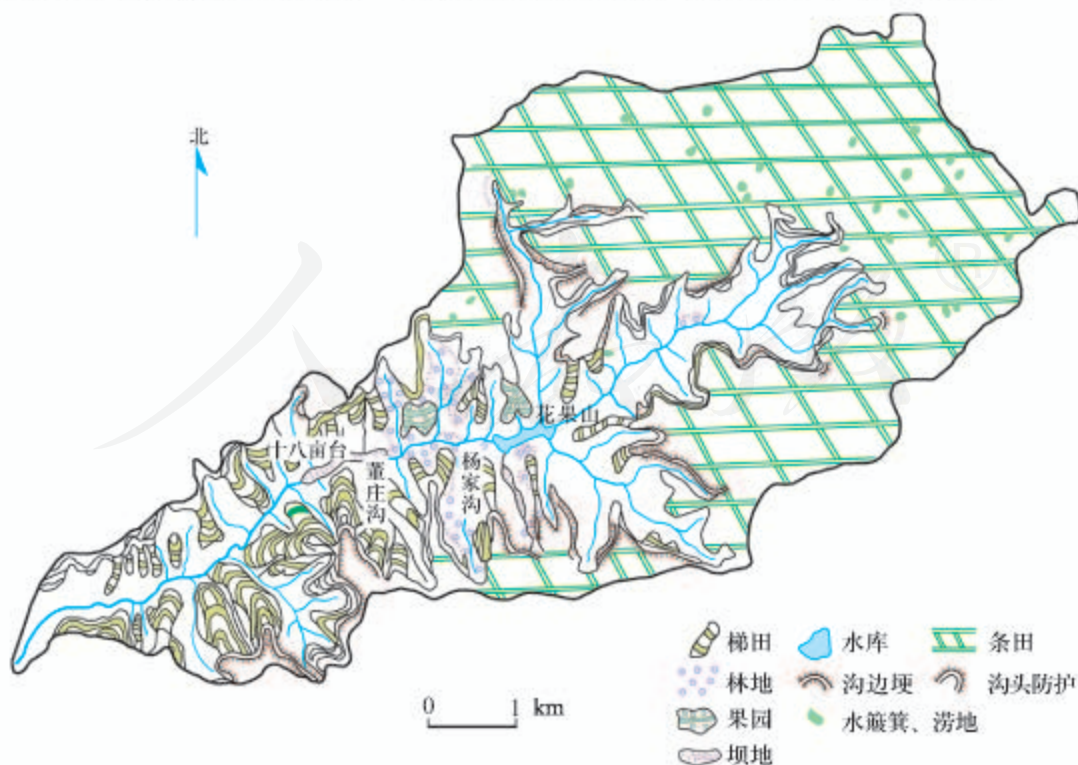 北
花果山
十八亩台
董庄沟
杨家沟
0 1 km
梯田 水库 条田
林地 沟边埂 沟头防护
果园 水簸箕、涝地
坝地